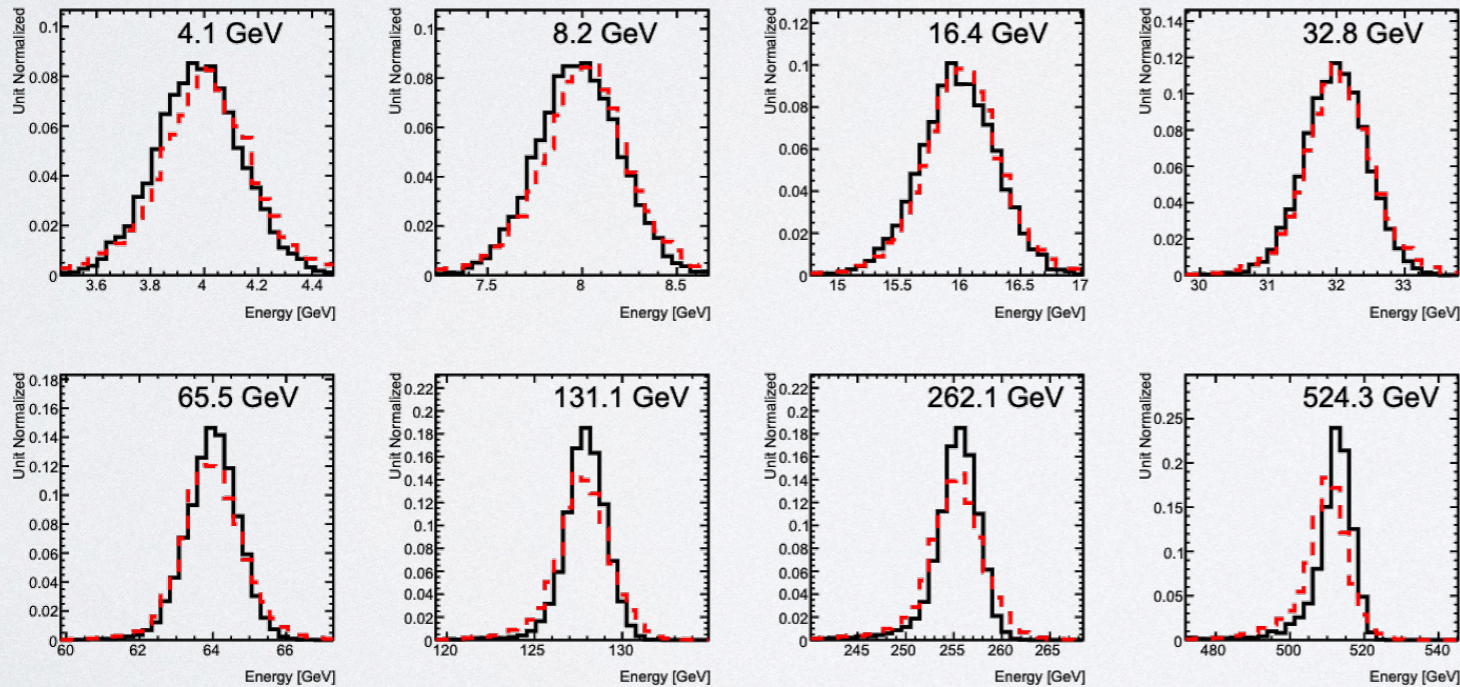 4.1 GeV
Unit Normalized
0.1
0.08
0.06
0.04
0.02
0
3.6 3.8 4 4.2 4.4
Energy [GeV]
8.2 GeV
Unit Normalized
0.1
0.08
0.06
0.04
0.02
0
7.5 8 8.5
Energy [GeV]
16.4 GeV
Unit Normalized
0.12
0.1
0.08
0.06
0.04
0.02
0
15 15.5 16 16.5 17
Energy [GeV]
32.8 GeV
Unit Normalized
0.14
0.12
0.1
0.08
0.06
0.04
0.02
0
30 31 32 33
Energy [GeV]
65.5 GeV
Unit Normalized
0.18
0.16
0.14
0.12
0.1
0.08
0.06
0.04
0.02
0
60 62 64 66
Energy [GeV]
131.1 GeV
Unit Normalized
0.22
0.2
0.18
0.16
0.14
0.12
0.1
0.08
0.06
0.04
0.02
0
120 125 130
Energy [GeV]
262.1 GeV
Unit Normalized
0.22
0.2
0.18
0.16
0.14
0.12
0.1
0.08
0.06
0.04
0.02
0
245 250 255 260 265
Energy [GeV]
524.3 GeV
Unit Normalized
0.25
0.2
0.15
0.1
0.05
0
480 500 520 540
Energy [GeV]